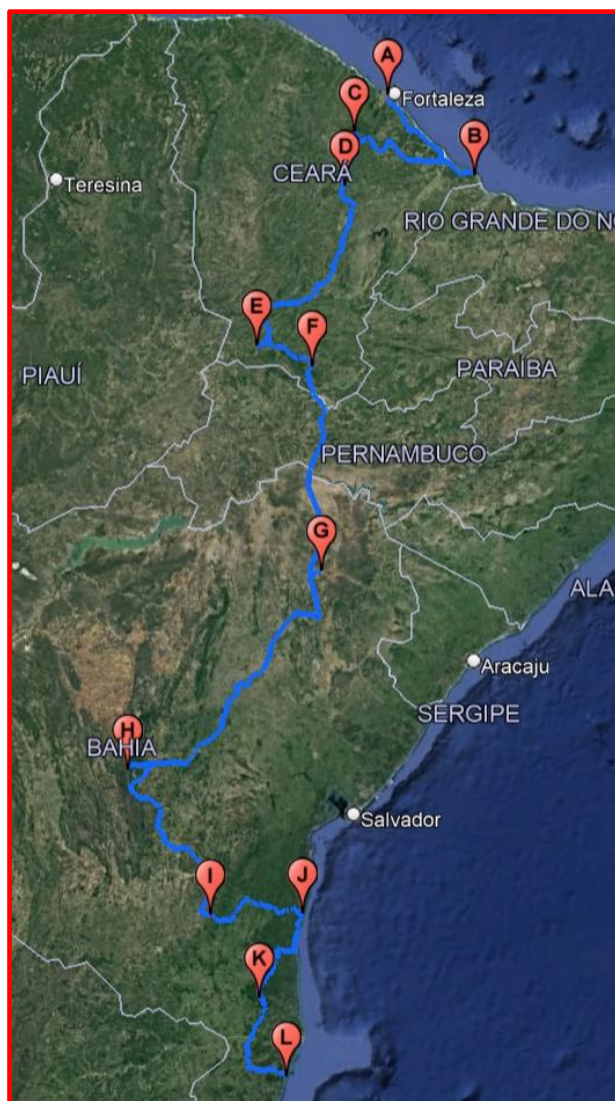 A
Fortaleza
C
B
D
CEARÁ
Teresina
RIO GRANDE DO NO
E
F
PARAÍBA
PIAUÍ
PERNAMBUCO
G
ALA
Aracaju
SERGIPE
H
BAHIA
Salvador
I
J
K
L